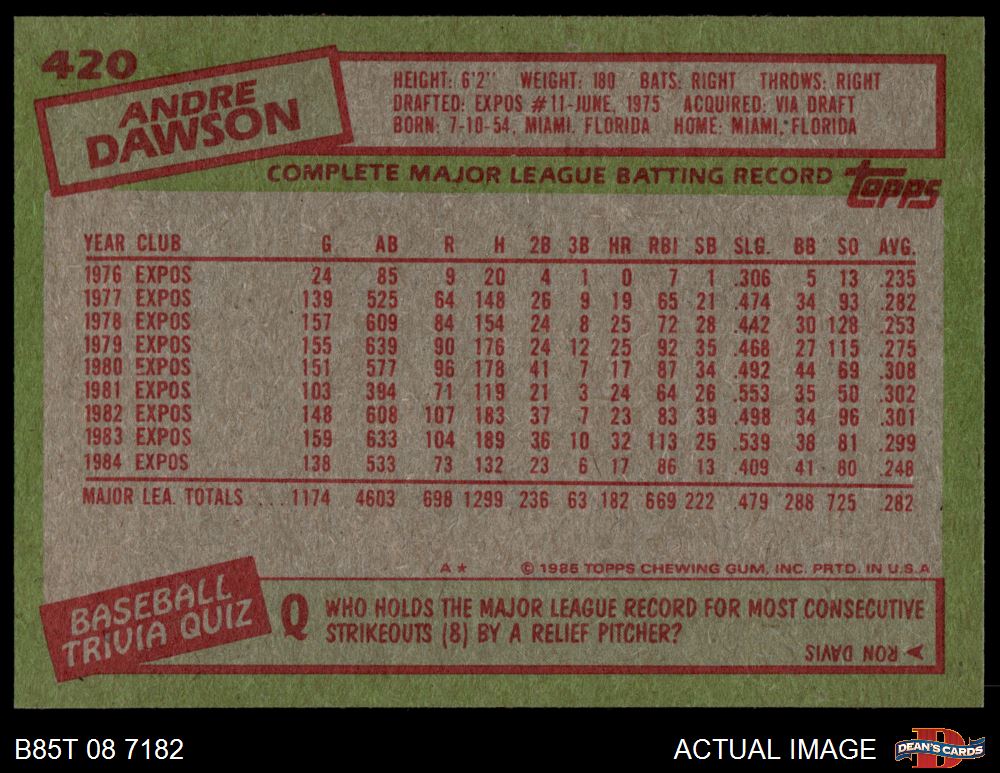 420
ANDRE
DAWSON
HEIGHT: 6'2" WEIGHT: 180 BATS: RIGHT THROWS: RIGHT
DRAFTED: EXPOS #11-JUNE, 1975 ACQUIRED: VIA DRAFT
BORN: 7-10-54, MIAMI, FLORIDA HOME: MIAMI, FLORIDA
COMPLETE MAJOR LEAGUE BATTING RECORD topps
YEAR CLUB G AB R H 2B 3B HR RBI SB SLG. BB SO AVG.
1976 EXPOS 24 85 9 20 4 1 0 7 1 .306 5 13 .235
1977 EXPOS 139 525 64 148 26 9 19 65 21 .474 34 93 .282
1978 EXPOS 157 609 84 154 24 8 25 72 28 .442 30 128 .253
1979 EXPOS 155 639 90 176 24 12 25 92 35 .468 27 115 .275
1980 EXPOS 151 577 96 178 41 7 17 87 34 .492 44 69 .308
1981 EXPOS 103 394 71 119 21 3 24 64 26 .553 35 50 .302
1982 EXPOS 148 608 107 183 37 7 23 83 39 .498 34 96 .301
1983 EXPOS 159 633 104 189 36 10 32 113 25 .539 38 81 .299
1984 EXPOS 138 533 73 132 23 6 17 86 13 .409 41 80 .248
MAJOR LEA. TOTALS ....1174 4603 698 1299 236 63 182 669 222 .479 288 725 .282
A* © 1985 TOPPS CHEWING GUM, INC. PRTD. IN U.S.A
BASEBALL
TRIVIA QUIZ
Q WHO HOLDS THE MAJOR LEAGUE RECORD FOR MOST CONSECUTIVE
STRIKEOUTS (8) BY A RELIEF PITCHER?
A RON DAVIS
B85T 08 7182 ACTUAL IMAGE D DEAN'S CARDS